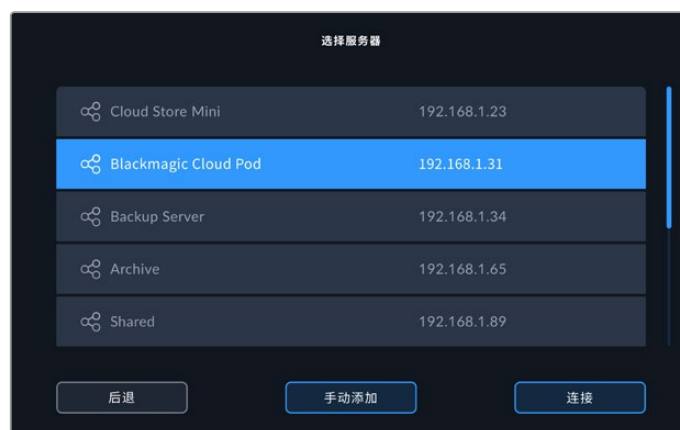 选择服务器
Cloud Store Mini 192.168.1.23
Blackmagic Cloud Pod 192.168.1.31
Backup Server 192.168.1.34
Archive 192.168.1.65
Shared 192.168.1.89
后退 手动添加 连接